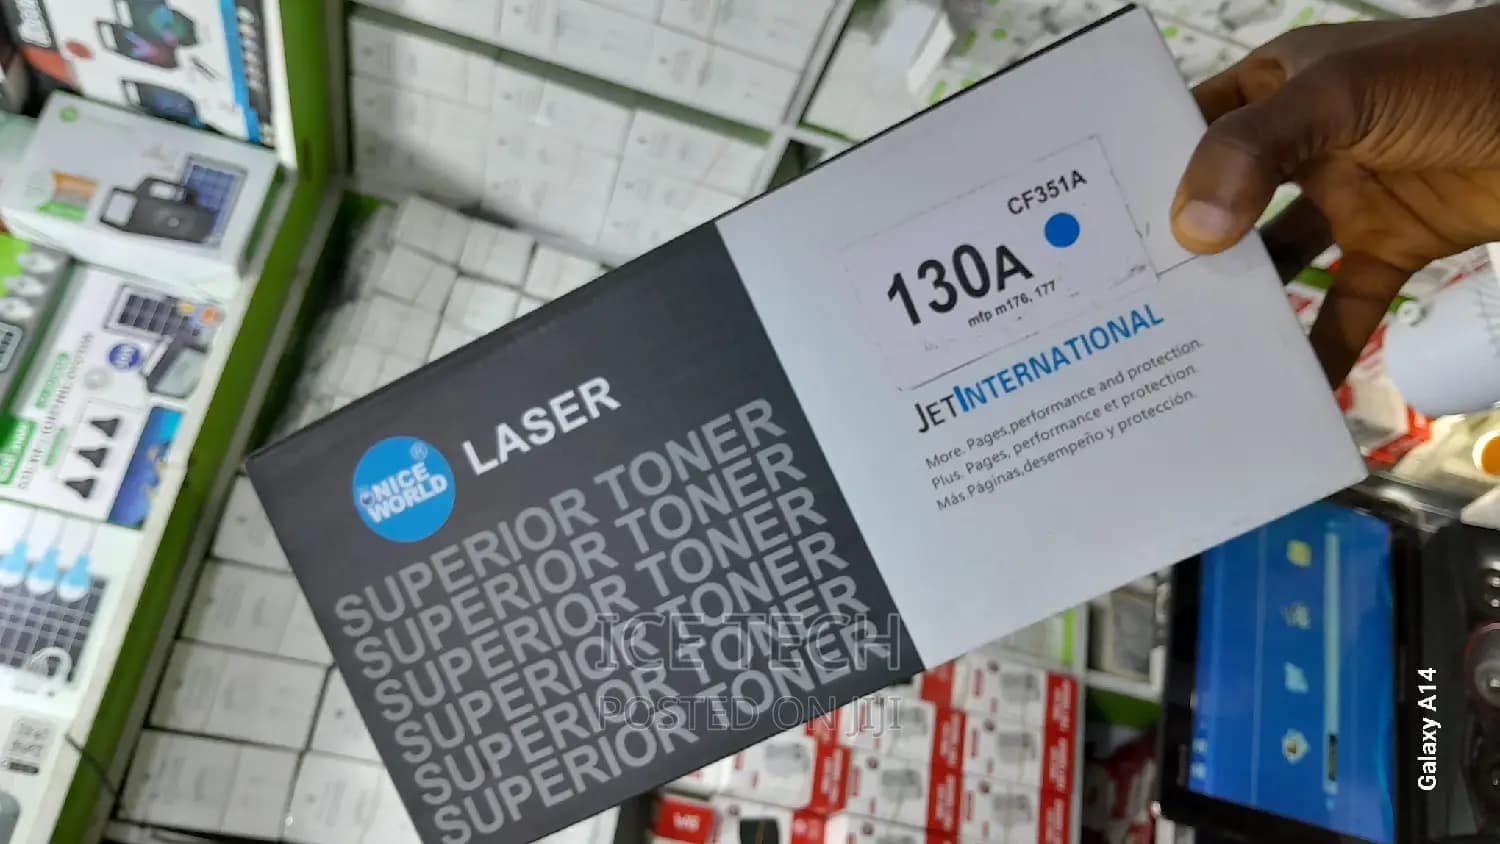 CF351A
130A
mfp m176, 177
JETINTERNATIONAL
More. Pages,performance and protection.
Plus. Pages, performance et protection.
Más Páginas,desempeño y protección.
NICE
WORLD
®
LASER
SUPERIOR TONER
SUPERIOR TONER
SUPERIOR TONER
SUPERIOR TONER
SUPERIOR TONER
SUPERIOR TONER
ICE TECH
POSTED ON JIJI
Galaxy A14